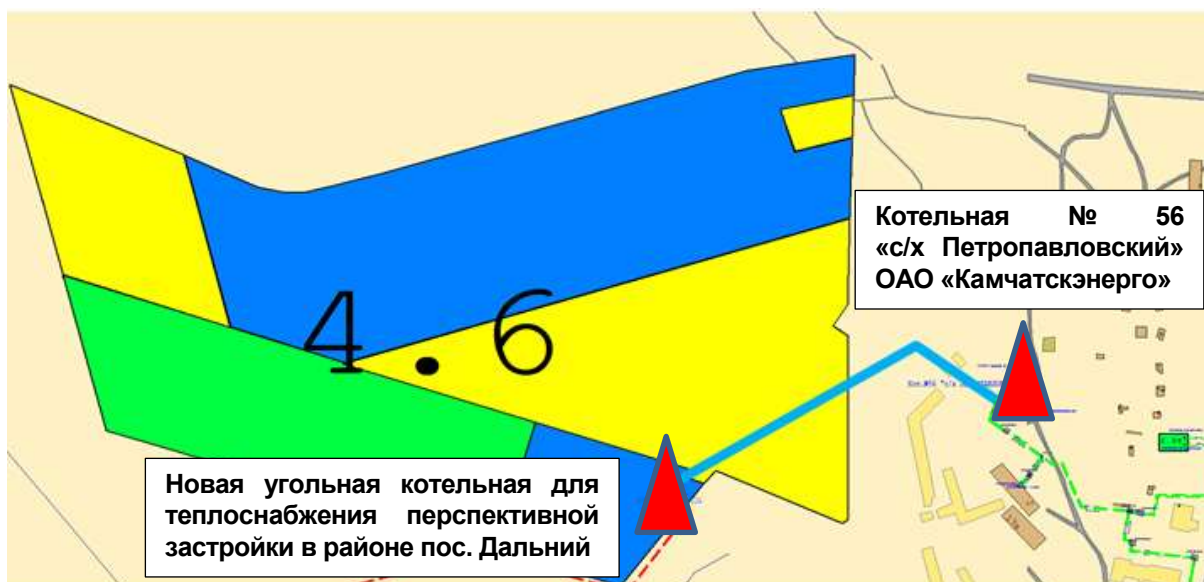 Котельная № 56
«с/х Петропавловский»
ОАО «Камчатскэнерго»
4.6
Новая угольная котельная для
теплоснабжения перспективной
застройки в районе пос. Дальний